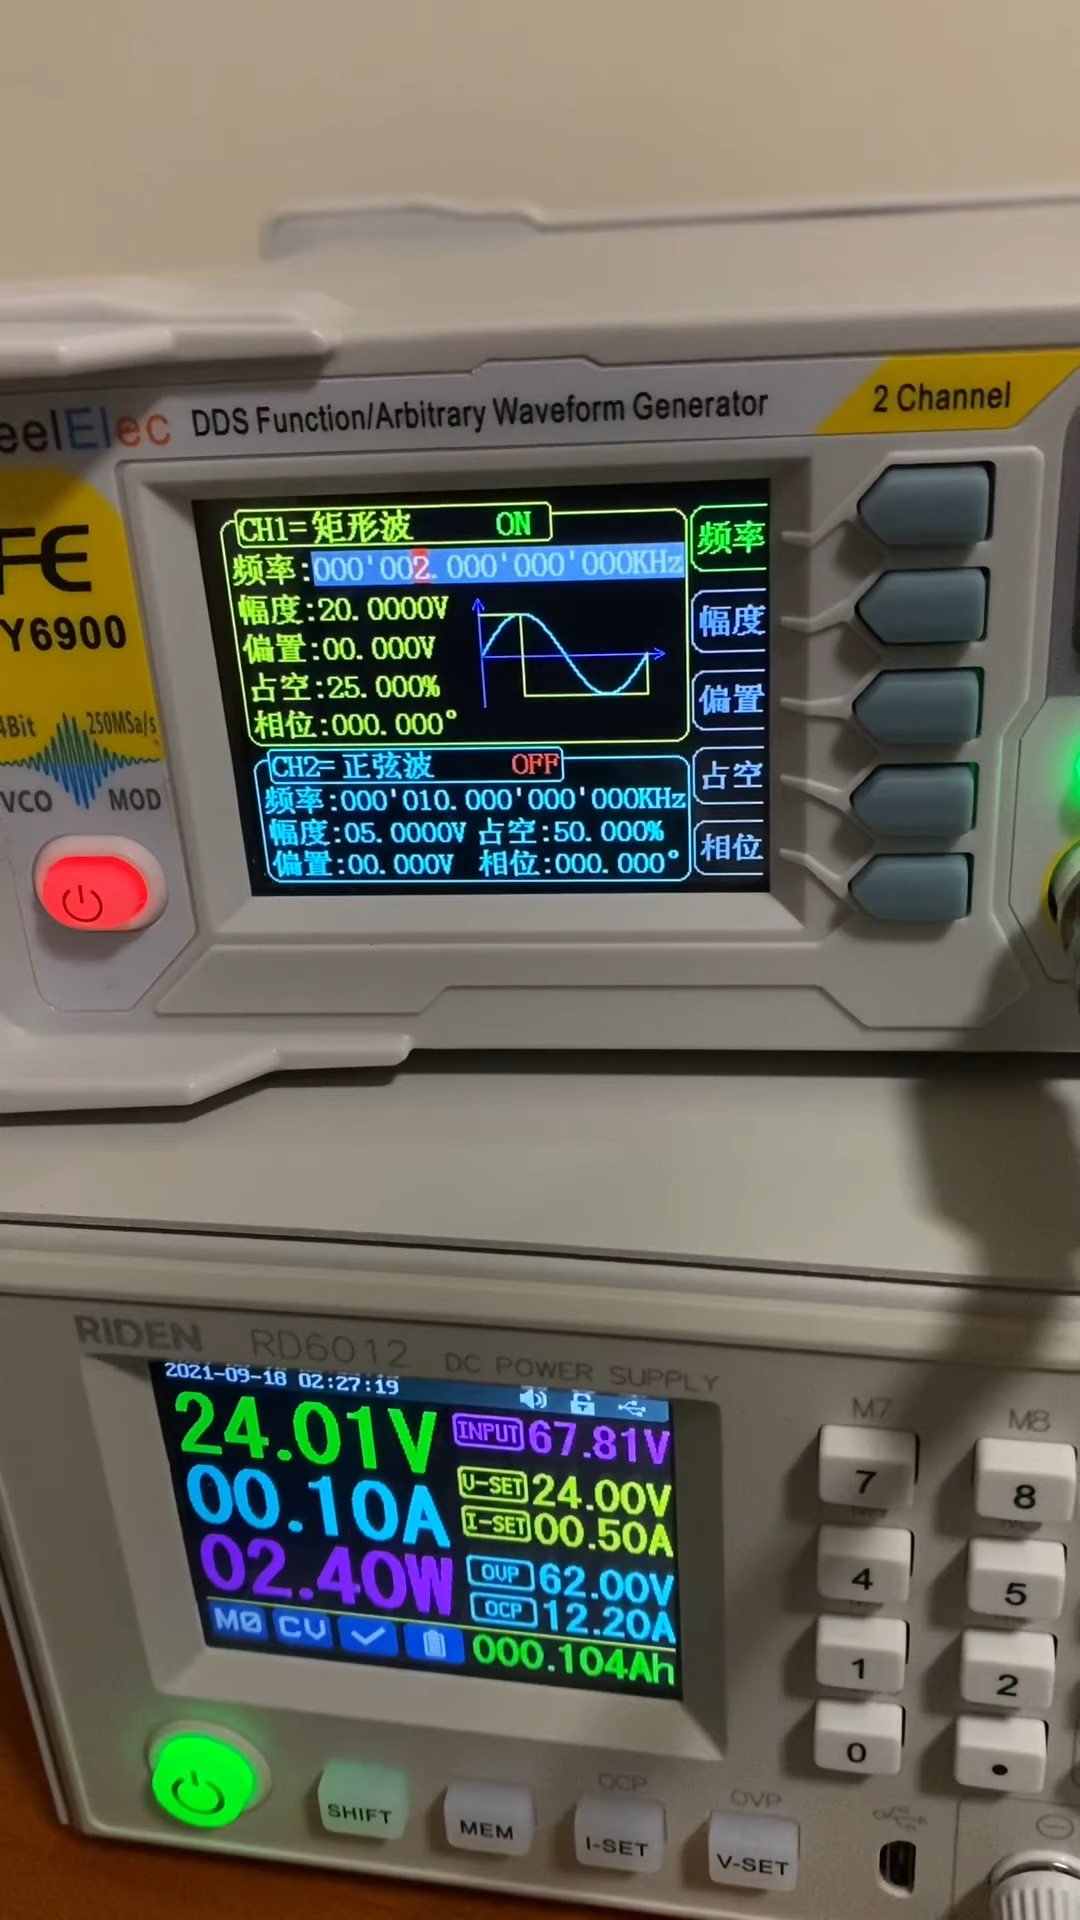 eelElec DDS Function/Arbitrary Waveform Generator 2 Channel
FE
Y6900
4Bit 250MSa/s
VCO MOD
CH1=矩形波 ON
频率:000'002.000'000'000KHz
幅度:20.0000V
偏置:00.000V
占空:25.000%
相位:000.000°
CH2=正弦波 OFF
频率:000'010.000'000'000KHz
幅度:05.0000V 占空:50.000%
偏置:00.000V 相位:000.000°
频率
幅度
偏置
占空
相位
RIDEN RD6012 DC POWER SUPPLY
2021-09-18 02:27:19
24.01V
00.10A
02.40W
INPUT 67.81V
V-SET 24.00V
I-SET 00.50A
OVP 62.00V
OCP 12.20A
M0 CV 000.104Ah
M7 M8
7 8
4 5
1 2
0 •
OCP OVP
SHIFT MEM I-SET V-SET